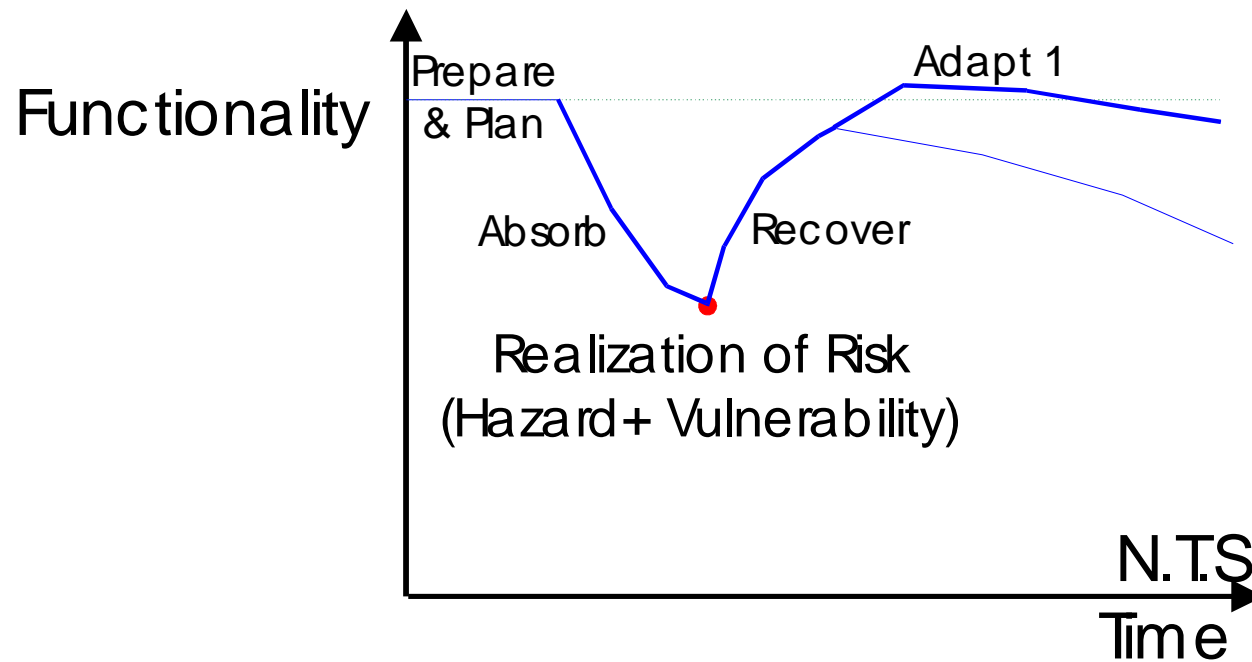 Adapt 1
Prepare
Functionality
& Plan
Absorb
Recover
Realization of Risk
(Hazard+ Vulnerability)
N.T.S
Time